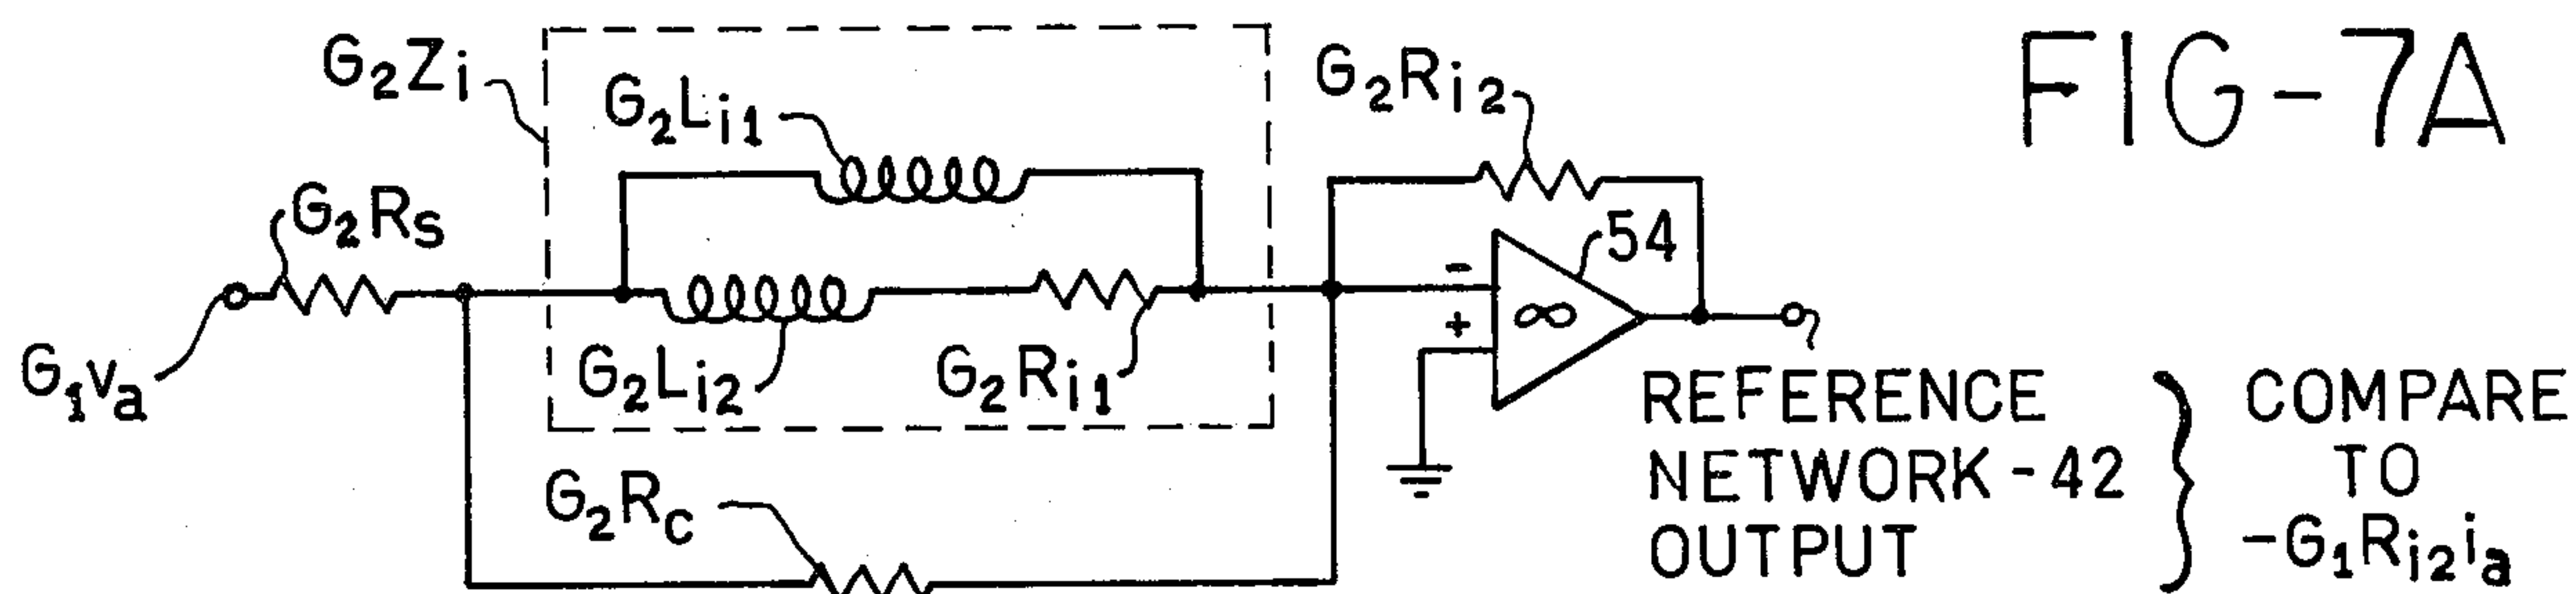 FIG-7A
G₂Zi
G₂Li1
G₂Ri2
G₂Rs
54
-
+
∞
G₁va
G₂Li2
G₂Ri1
G₂Rc
REFERENCE
NETWORK-42
OUTPUT
COMPARE
TO
-G₁Ri2ia